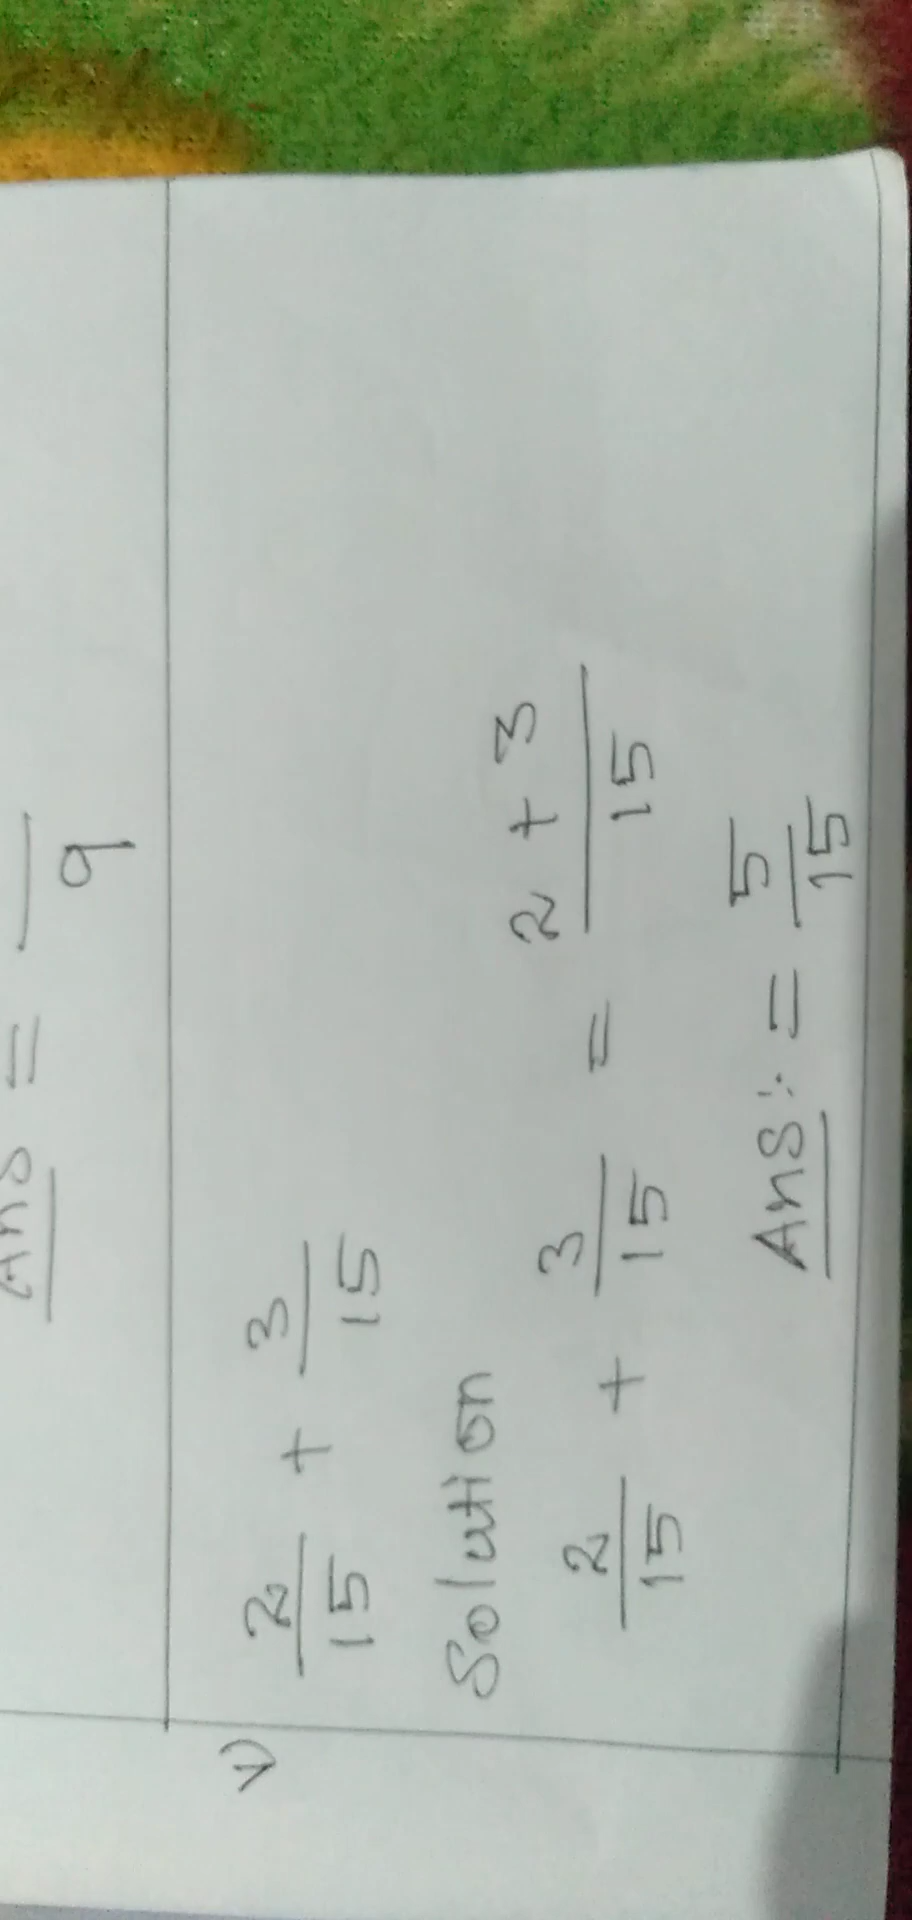 Ans = — 9
v) 2/15 + 3/15
Solution
2/15 + 3/15 = 2 + 3/15
Ans: = 5/15